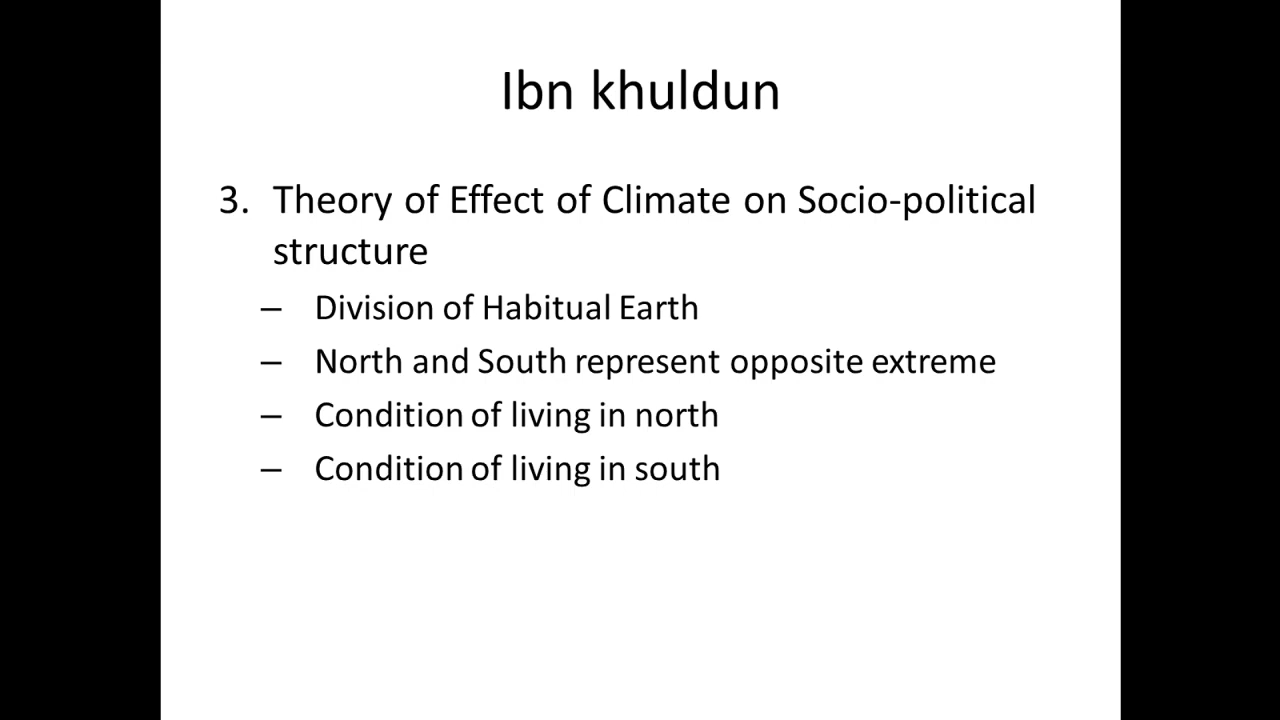 Ibn khuldun
3. Theory of Effect of Climate on Socio-political
structure
– Division of Habitual Earth
– North and South represent opposite extreme
– Condition of living in north
– Condition of living in south